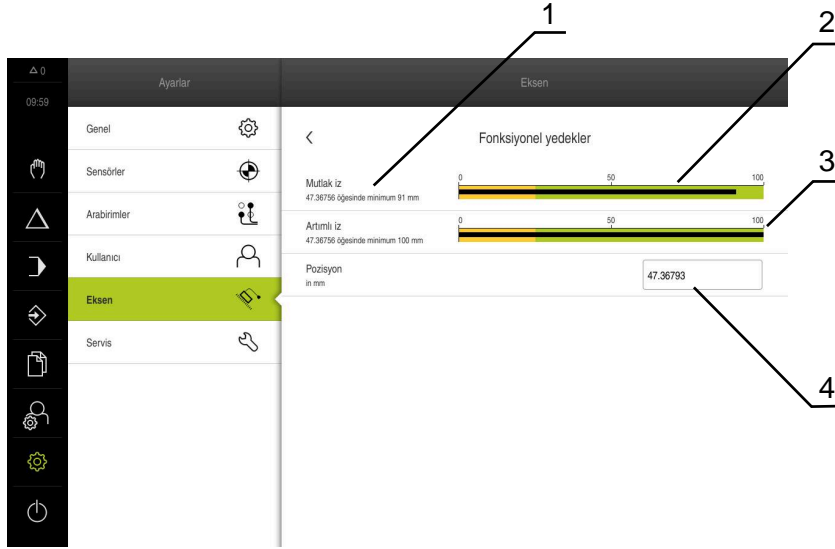 1
2
△ 0
Ayarlar
Eksen
09:59
Genel
Fonksiyonel yedekler
3
Sensörler
Mutlak iz
0 50 100
47.36756 öğesinde minimum 91 mm
Arabirimler
Artımlı iz
0 50 100
47.36756 öğesinde minimum 100 mm
Kullanıcı
Pozisyon
in mm
47.36793
Eksen
Servis
4